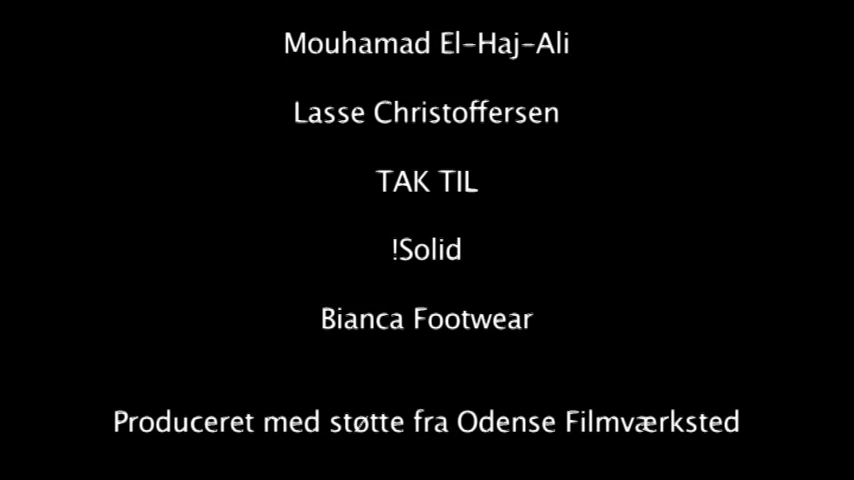 Mouhamad El-Haj-Ali
Lasse Christoffersen
TAK TIL
!Solid
Bianca Footwear
Produceret med støtte fra Odense Filmværksted